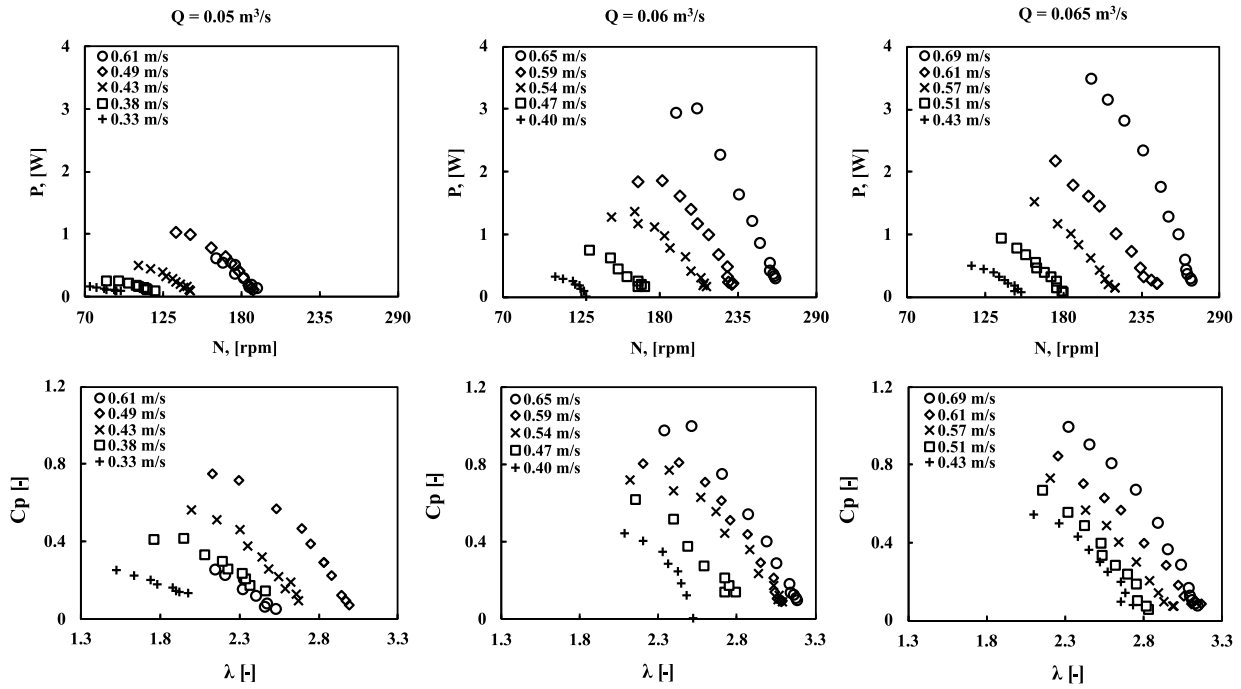 Q = 0.05 m³/s
Q = 0.06 m³/s
Q = 0.065 m³/s
4
3
2
1
0
P, [W]
0.61 m/s
0.49 m/s
0.43 m/s
0.38 m/s
0.33 m/s
70 125 180 235 290
N, [rpm]
4
3
2
1
0
P, [W]
0.65 m/s
0.59 m/s
0.54 m/s
0.47 m/s
0.40 m/s
70 125 180 235 290
N, [rpm]
4
3
2
1
0
P, [W]
0.69 m/s
0.61 m/s
0.57 m/s
0.51 m/s
0.43 m/s
70 125 180 235 290
N, [rpm]
1.2
0.8
0.4
0
Cp [-]
0.61 m/s
0.49 m/s
0.43 m/s
0.38 m/s
0.33 m/s
1.3 1.8 2.3 2.8 3.3
λ [-]
1.2
0.8
0.4
0.0
Cp [-]
0.65 m/s
0.59 m/s
0.54 m/s
0.47 m/s
0.40 m/s
1.3 1.8 2.3 2.8 3.3
λ [-]
1.2
0.8
0.4
0
Cp [-]
0.69 m/s
0.61 m/s
0.57 m/s
0.51 m/s
0.43 m/s
1.3 1.8 2.3 2.8 3.3
λ [-]